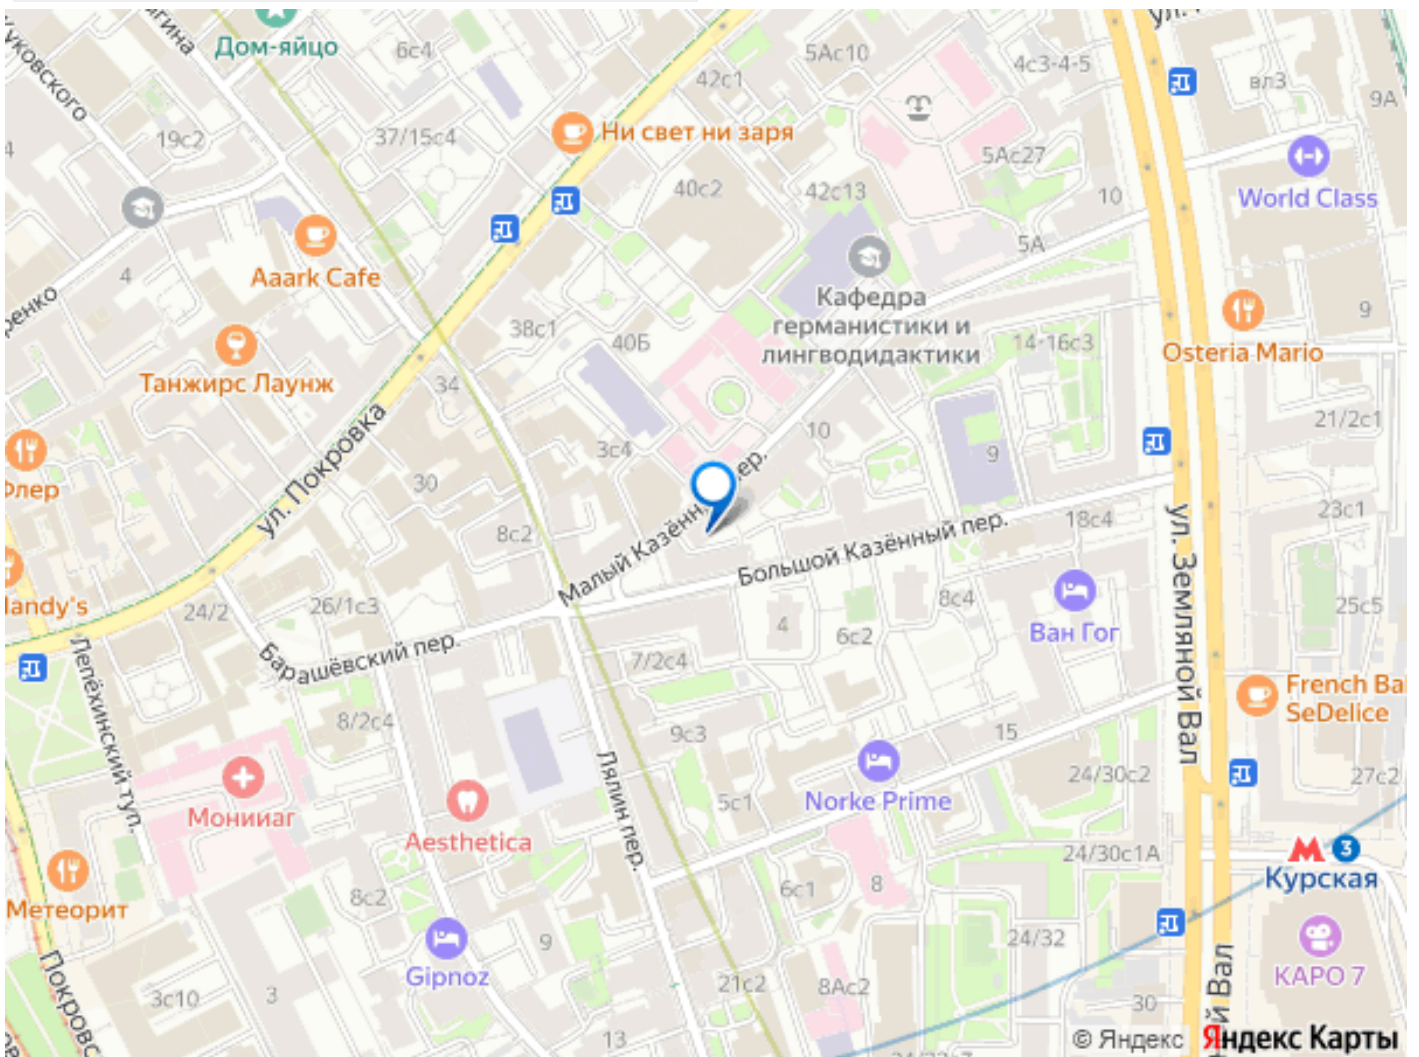 Дом-яйцо
6с4
42с1
5Ас10
4с3-4-5
вл3
9А
19с2
37/15с4
Ни свет ни заря
5Ас27
World Class
40с2
42с13
10
4
Aaark Cafe
5А
Кафедра
германистики и
лингводидактики
38с1
40Б
14-16с3
9
Osteria Mario
Танжирс Лаунж
34
ул. Покровка
3с4
10
9
21/2с1
30
8с2
Малый Казённ
пер.
Большой Казённый пер.
18с4
23с1
ул. Земляной Вал
24/2
26/1с3
Барашёвский пер.
4
6с2
8с4
Ван Гог
25с5
7/2с4
Лепёхинский туп.
8/2с4
9с3
15
French Ba
SeDelice
Мониаг
Aesthetica
Лялин пер.
5с1
Norke Prime
24/30с2
27с2
24/30с1А
3
Курская
Метеорит
8с2
6с1
8
Gipnoz
9
24/32
КАРО 7
3с10
3
21с2
8Ас2
30
13
© Яндекс
Яндекс Карты